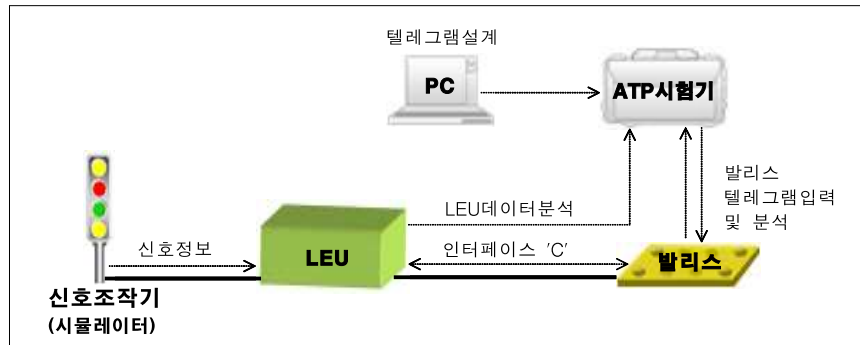 텔레그램설계
PC
ATP시험기
발리스
텔레그램입력
및 분석
LEU데이터분석
신호정보
LEU
인터페이스 'C'
발리스
신호조작기
(시뮬레이터)